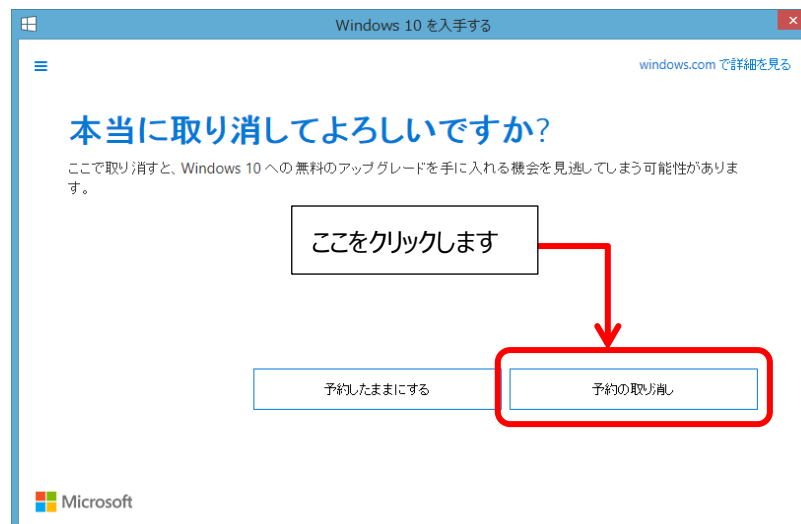 Windows 10 を入手する
windows.com で詳細を見る
本当に取り消してよろしいですか?
ここで取り消すと、Windows 10 への無料のアップグレードを手に入れる機会を見逃してしまう可能性がありま
す。
ここをクリックします
予約したままにする
予約の取り消し
Microsoft